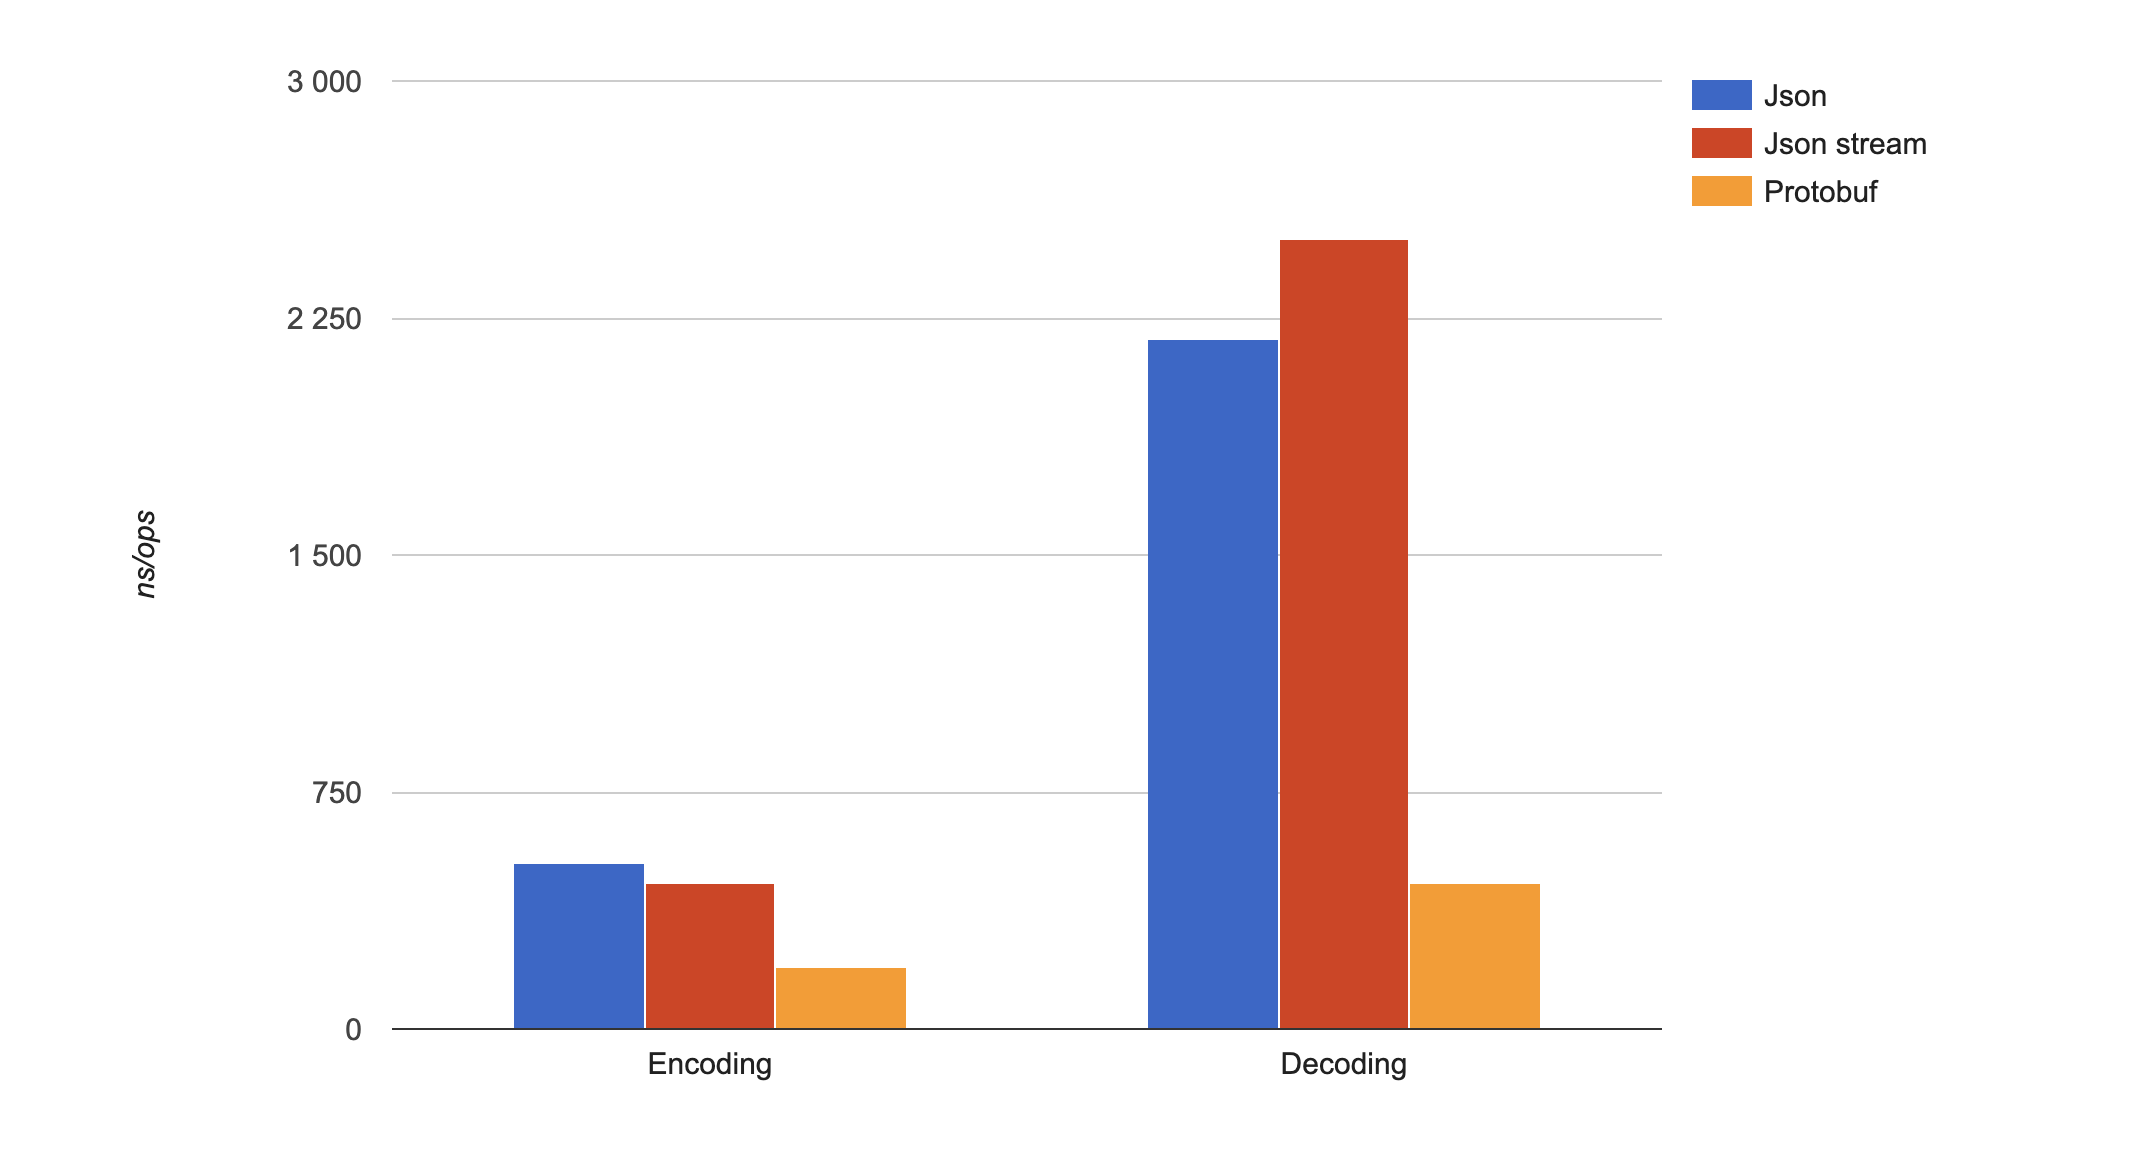 3 000
2 250
1 500
750
0
ns/ops
Encoding
Decoding
Json
Json stream
Protobuf